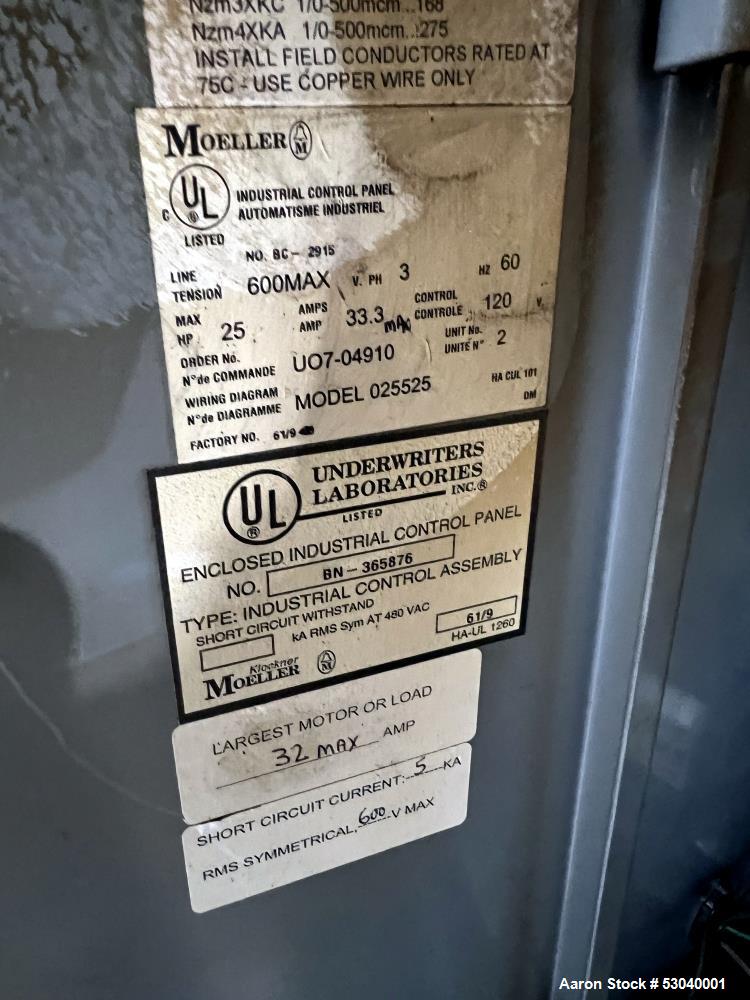 Nzm3XKC 1/0-500mcm...168
Nzm4XKA 1/0-500mcm...275
INSTALL FIELD CONDUCTORS RATED AT
75C - USE COPPER WIRE ONLY
MOELLER M
C UL ® INDUSTRIAL CONTROL PANEL
AUTOMATISME INDUSTRIEL
LISTED
NO. BC - 2915
LINE TENSION 600MAX V. PH 3 HZ 60
MAX HP 25 AMPS AMP 33.3 MAX CONTROL CONTROLE 120 V.
ORDER No. N°de COMMANDE UO7-04910 UNIT No. UNITE N° 2
WIRING DIAGRAM N°de DIAGRAMME MODEL 025525 HA CUL 101
DM
FACTORY NO. 61/9
UL ® UNDERWRITERS
LABORATORIES
INC.®
LISTED
ENCLOSED INDUSTRIAL CONTROL PANEL
NO. BN - 365876
TYPE: INDUSTRIAL CONTROL ASSEMBLY
SHORT CIRCUIT WITHSTAND
kA RMS Sym AT 480 VAC 61/9
HA-UL 1260
Klockner
MOELLER M
LARGEST MOTOR OR LOAD
32 MAX AMP
SHORT CIRCUIT CURRENT: 5 KA
RMS SYMMETRICAL, 600 V MAX
Aaron Stock # 53040001